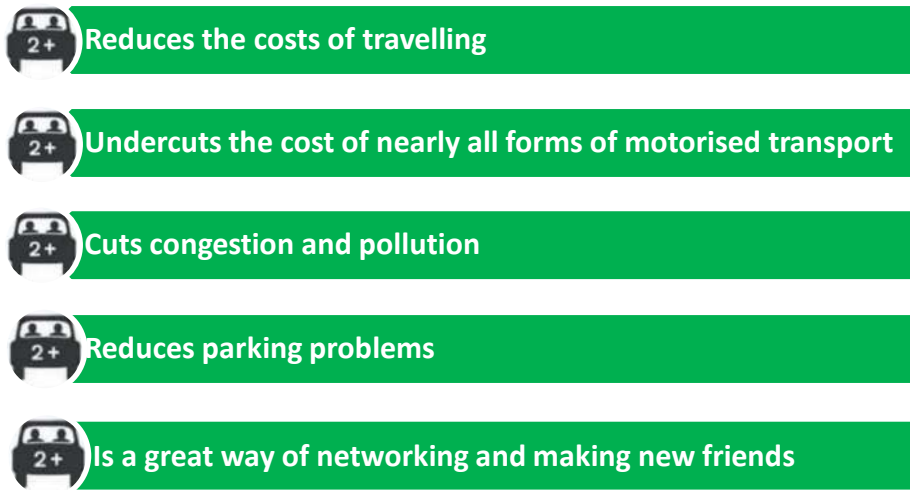 2+
Reduces the costs of travelling
2+
Undercuts the cost of nearly all forms of motorised transport
2+
Cuts congestion and pollution
2+
Reduces parking problems
2+
Is a great way of networking and making new friends